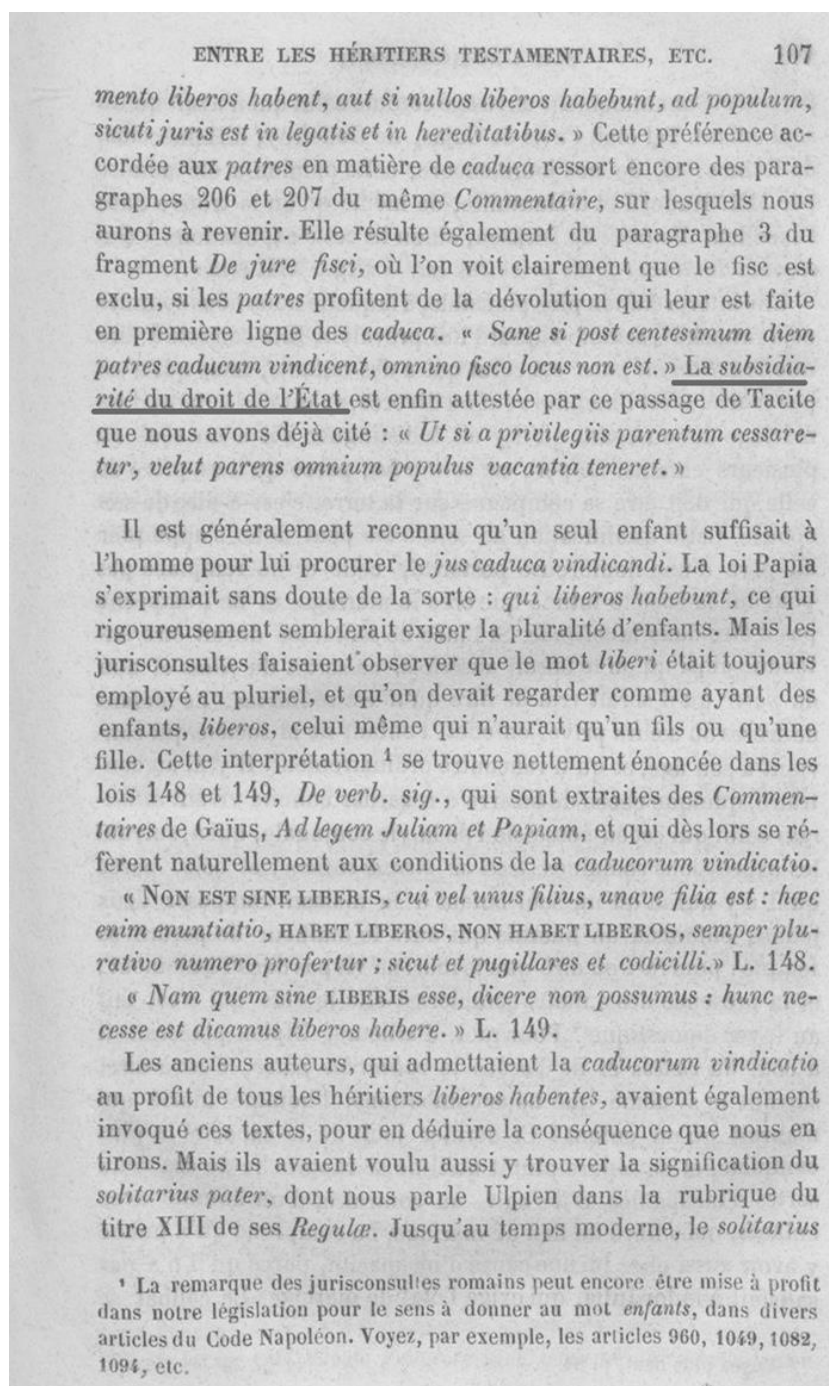 ENTRE LES HÉRITIERS TESTAMENTAIRES, ETC. 107
mento liberos habent, aut si nullos liberos habebunt, ad populum,
sicuti juris est in legatis et in hereditatibus. » Cette préférence ac-
cordée aux patres en matière de caduca ressort encore des para-
graphes 206 et 207 du même Commentaire, sur lesquels nous
aurons à revenir. Elle résulte également du paragraphe 3 du
fragment De jure fisci, où l'on voit clairement que le fisc est
exclu, si les patres profitent de la dévolution qui leur est faite
en première ligne des caduca. « Sane si post centesimum diem
patres caducum vindicent, omnino fisco locus non est. » La subsidia-
rité du droit de l'État est enfin attestée par ce passage de Tacite
que nous avons déjà cité : « Ut si a privilegiis parentum cessare-
tur, velut parens omnium populus vacantia teneret. »
Il est généralement reconnu qu'un seul enfant suffisait à
l'homme pour lui procurer le jus caduca vindicandi. La loi Papia
s'exprimait sans doute de la sorte : qui liberos habebunt, ce qui
rigoureusement semblerait exiger la pluralité d'enfants. Mais les
jurisconsultes faisaient observer que le mot liberi était toujours
employé au pluriel, et qu'on devait regarder comme ayant des
enfants, liberos, celui même qui n'aurait qu'un fils ou qu'une
fille. Cette interprétation ¹ se trouve nettement énoncée dans les
lois 148 et 149, De verb. sig., qui sont extraites des Commen-
taires de Gaïus, Ad legem Juliam et Papiam, et qui dès lors se ré-
fèrent naturellement aux conditions de la caducorum vindicatio.
« NON EST SINE LIBERIS, cui vel unus filius, unave filia est : hæc
enim enuntiatio, HABET LIBEROS, NON HABET LIBEROS, semper plu-
rativo numero profertur ; sicut et pugillares et codicilli.» L. 148.
« Nam quem sine LIBERIS esse, dicere non possumus : hunc ne-
cesse est dicamus liberos habere. » L. 149.
Les anciens auteurs, qui admettaient la caducorum vindicatio
au profit de tous les héritiers liberos habentes, avaient également
invoqué ces textes, pour en déduire la conséquence que nous en
tirons. Mais ils avaient voulu aussi y trouver la signification du
solitarius pater, dont nous parle Ulpien dans la rubrique du
titre XIII de ses Regulæ. Jusqu'au temps moderne, le solitarius
¹ La remarque des jurisconsultes romains peut encore être mise à profit
dans notre législation pour le sens à donner au mot enfants, dans divers
articles du Code Napoléon. Voyez, par exemple, les articles 960, 1049, 1082,
1094, etc.